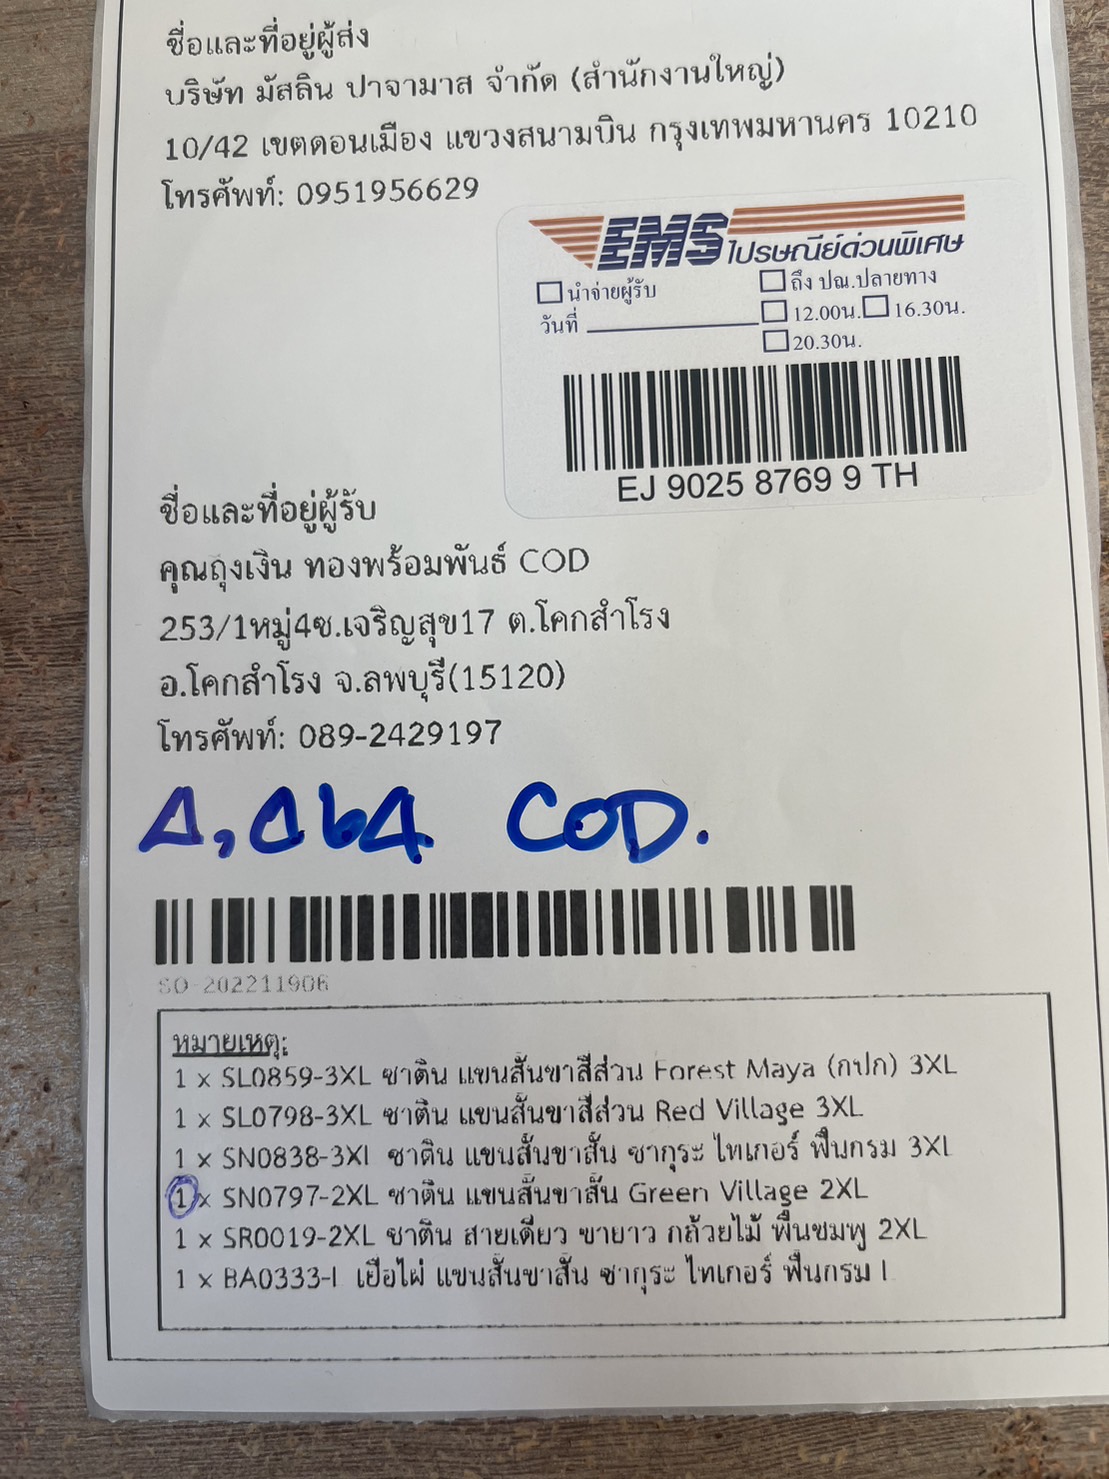 ชื่อและที่อยู่ผู้ส่ง
บริษัท มัสลิน ปาจามาส จำกัด (สำนักงานใหญ่)
10/42 เขตดอนเมือง แขวงสนามบิน กรุงเทพมหานคร 10210
โทรศัพท์: 0951956629
EMS ไปรษณีย์ด่วนพิเศษ
นำจ่ายผู้รับ ถึง ปณ.ปลายทาง
วันที่ 12.00น. 16.30น.
20.30น.
EJ 9025 8769 9 TH
ชื่อและที่อยู่ผู้รับ
คุณถุงเงิน ทองพร้อมพันธ์ COD
253/1หมู่4ซ.เจริญสุข17 ต.โคกสำโรง
อ.โคกสำโรง จ.ลพบุรี(15120)
โทรศัพท์: 089-2429197
COD.
SO-202211906
หมายเหตุ:
1 x SL0859-3XL ซาติน แขนสั้นขาสี่ส่วน Forest Maya (กปก) 3XL
1 x SL0798-3XL ซาติน แขนสั้นขาสี่ส่วน Red Village 3XL
1 x SN0838-3XL ซาติน แขนสั้นขาสั้น ซากุระ ไทเกอร์ พื้นกรม 3XL
1 x SN0797-2XL ซาติน แขนสั้นขาสั้น Green Village 2XL
1 x SR0019-2XL ซาติน สายเดี่ยว ขายาว กล้วยไม้ พื้นชมพู 2XL
1 x BA0333-L เยื่อไผ่ แขนสั้นขาสั้น ซากุระ ไทเกอร์ พื้นกรม L